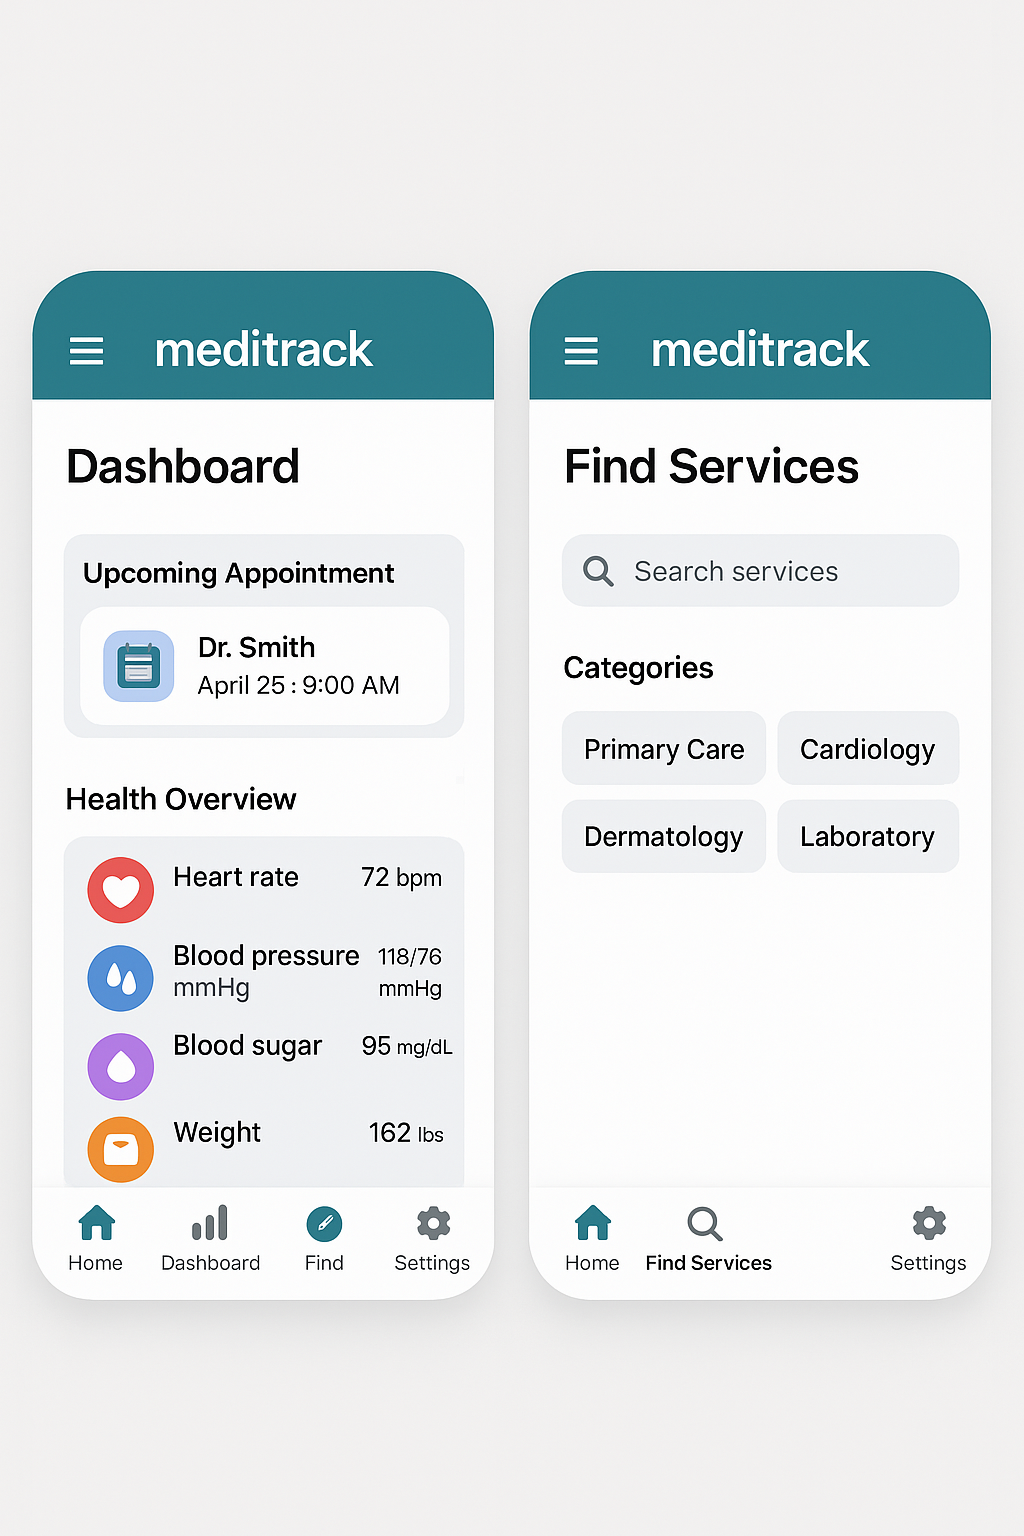 meditrack
Dashboard
Upcoming Appointment
Dr. Smith
April 25 : 9:00 AM
Health Overview
Heart rate 72 bpm
Blood pressure 118/76
mmHg mmHg
Blood sugar 95 mg/dL
Weight 162 lbs
Home Dashboard Find Settings
meditrack
Find Services
Search services
Categories
Primary Care Cardiology
Dermatology Laboratory
Home Find Services Settings